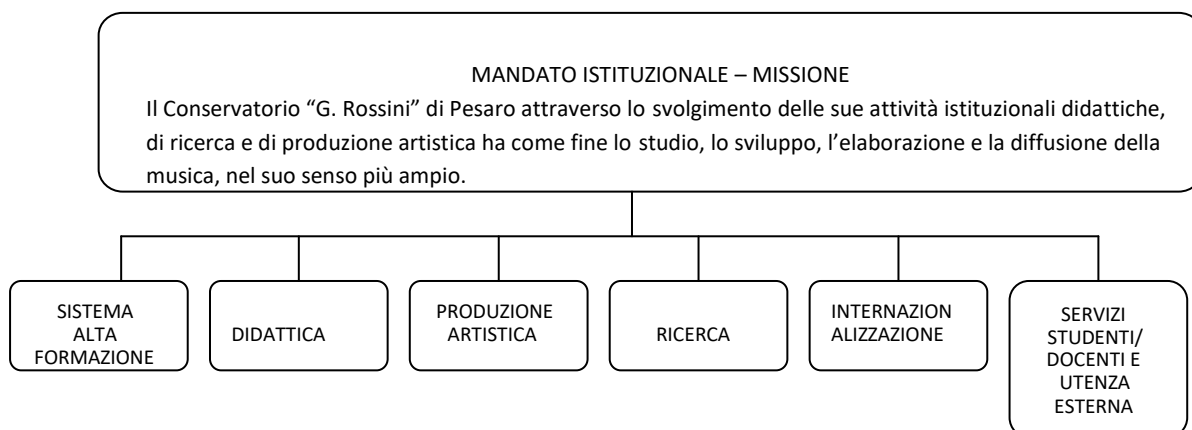 MANDATO ISTITUZIONALE – MISSIONE
Il Conservatorio “G. Rossini” di Pesaro attraverso lo svolgimento delle sue attività istituzionali didattiche,
di ricerca e di produzione artistica ha come fine lo studio, lo sviluppo, l’elaborazione e la diffusione della
musica, nel suo senso più ampio.
SISTEMA
ALTA
FORMAZIONE
DIDATTICA
PRODUZIONE
ARTISTICA
RICERCA
INTERNAZION
ALIZZAZIONE
SERVIZI
STUDENTI/
DOCENTI E
UTENZA
ESTERNA